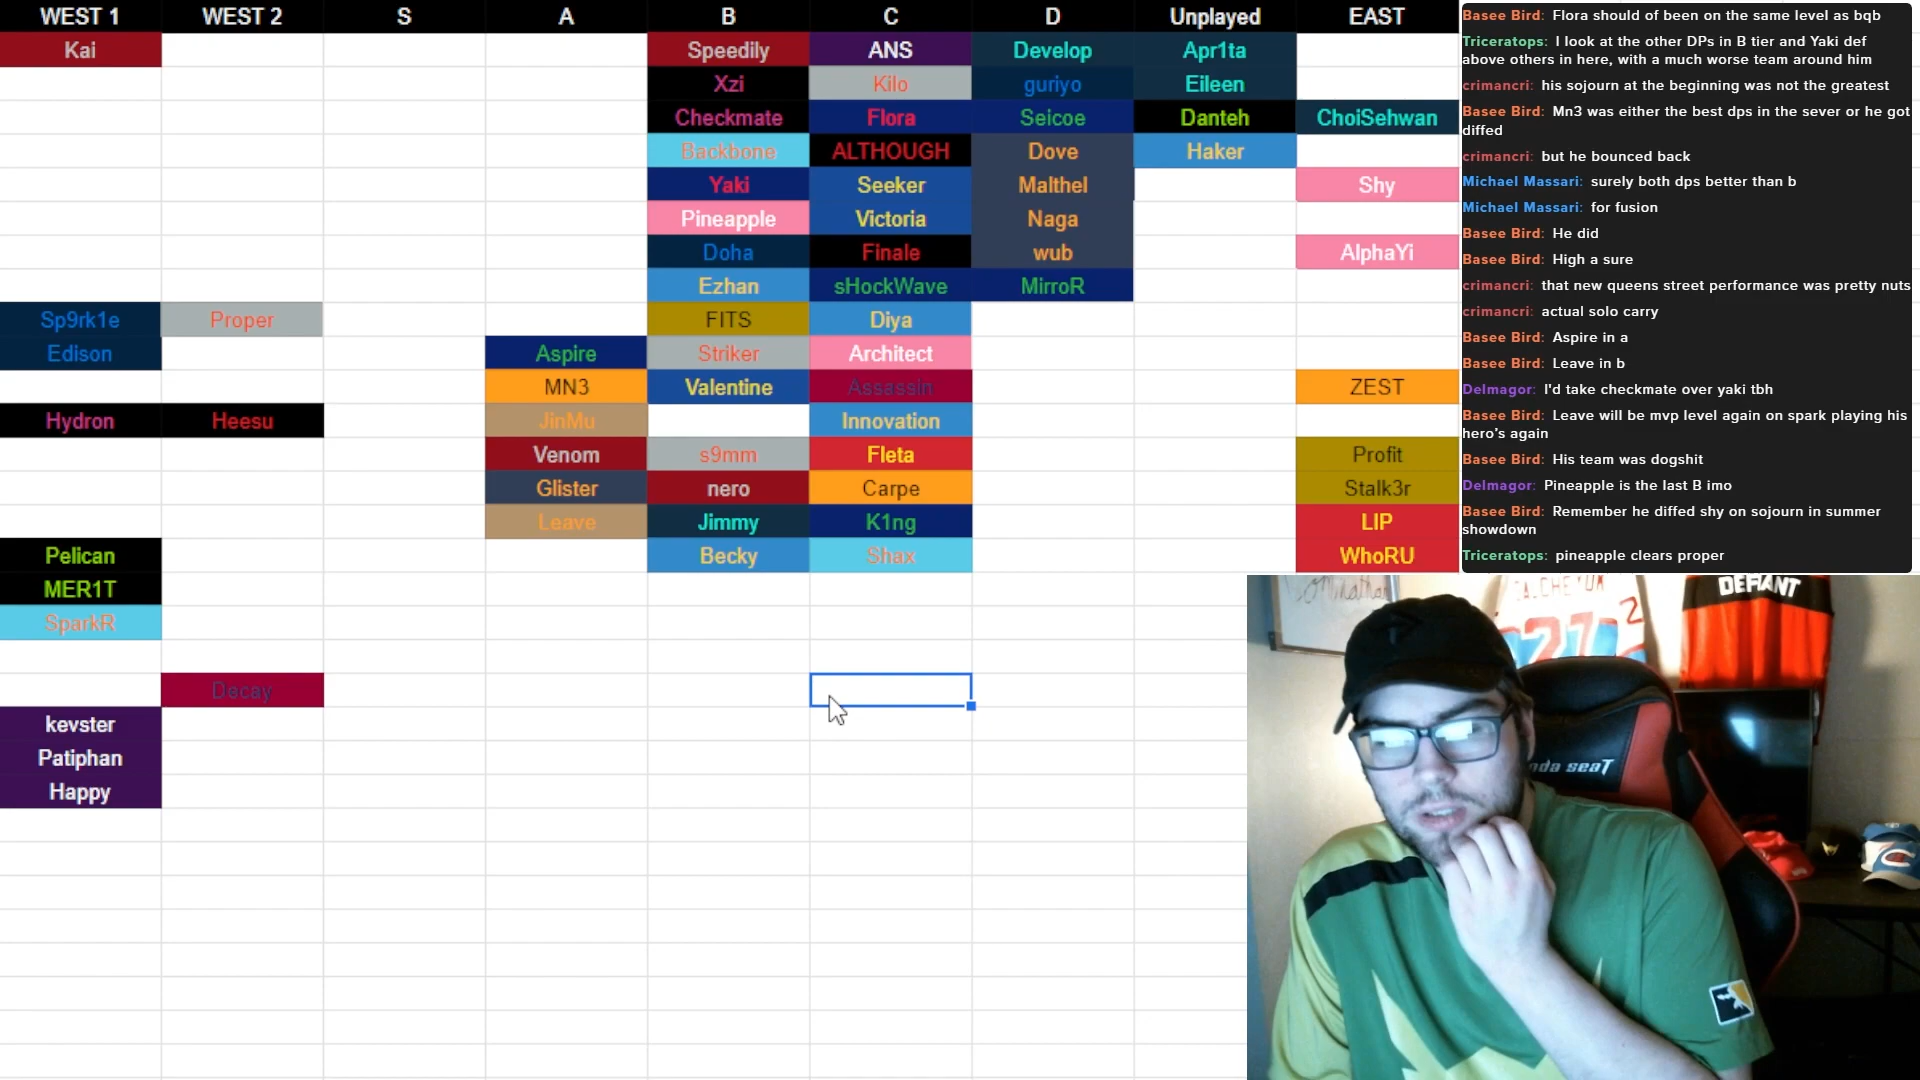 WEST 1 WEST 2 S A B C D Unplayed EAST
Kai Speedily ANS Develop Apr1ta
Xzi Kilo guriyo Eileen
Checkmate Flora Seicoe Danteh ChoiSehwan
Backbone ALTHOUGH Dove Haker
Yaki Seeker Malthel Shy
Pineapple Victoria Naga
Doha Finale wub AlphaYi
Ezhan sHockWave MirroR
Sp9rk1e Proper FITS Diya
Edison Aspire Striker Architect
MN3 Valentine Assassin ZEST
Hydron Heesu JinMu Innovation
Venom s9mm Fleta Profit
Glister nero Carpe Stalk3r
Leave Jimmy K1ng LIP
Pelican Becky Shax WhoRU
MER1T
SparkR
Decay
kevster
Patiphan
Happy
Basee Bird: Flora should of been on the same level as bqb
Triceratops: I look at the other DPs in B tier and Yaki def
above others in here, with a much worse team around him
crimancri: his sojourn at the beginning was not the greatest
Basee Bird: Mn3 was either the best dps in the sever or he got
diffed
crimancri: but he bounced back
Michael Massari: surely both dps better than b
Michael Massari: for fusion
Basee Bird: He did
Basee Bird: High a sure
crimancri: that new queens street performance was pretty nuts
crimancri: actual solo carry
Basee Bird: Aspire in a
Basee Bird: Leave in b
Delmagor: I'd take checkmate over yaki tbh
Basee Bird: Leave will be mvp level again on spark playing his
hero's again
Basee Bird: His team was dogshit
Delmagor: Pineapple is the last B imo
Basee Bird: Remember he diffed shy on sojourn in summer
showdown
Triceratops: pineapple clears proper
DEFIANT
27
2
nda seaT
C